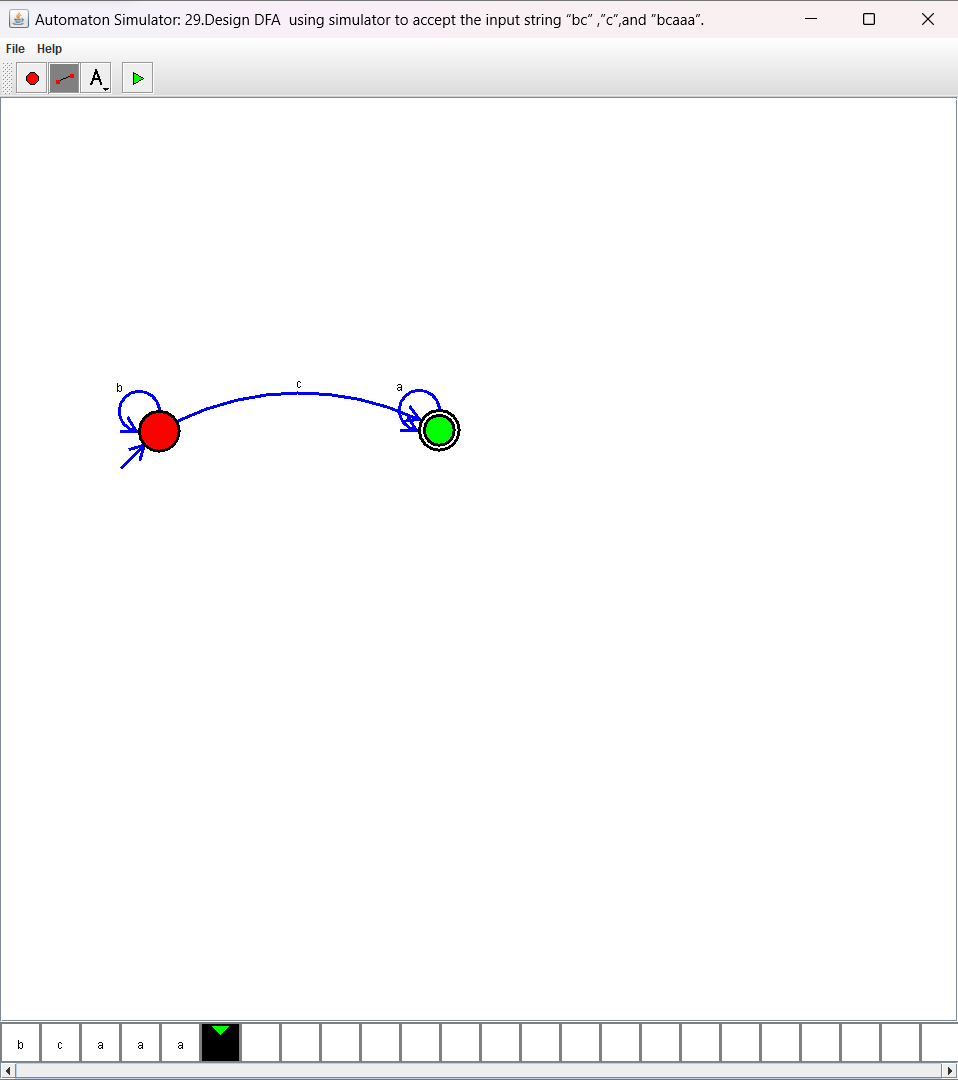 Automaton Simulator: 29.Design DFA  using simulator to accept the input string “bc” ,”c”,and ”bcaaa”.
File Help
A
b c a
b c a a a